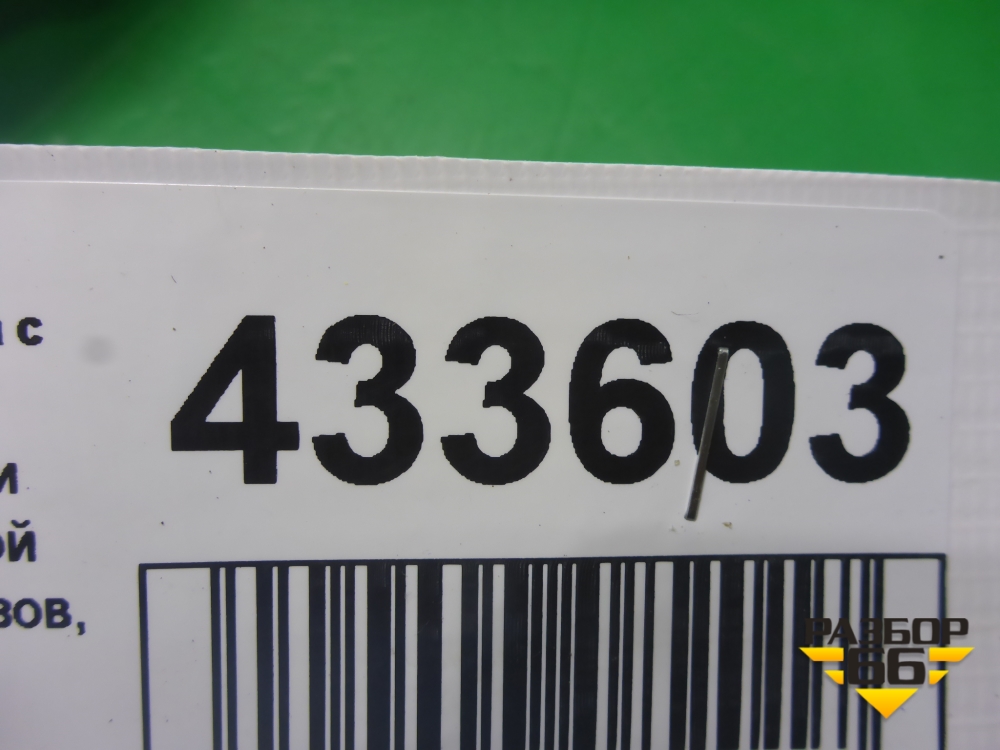 с
433603
и
ой
зов,
РАЗБОР
66